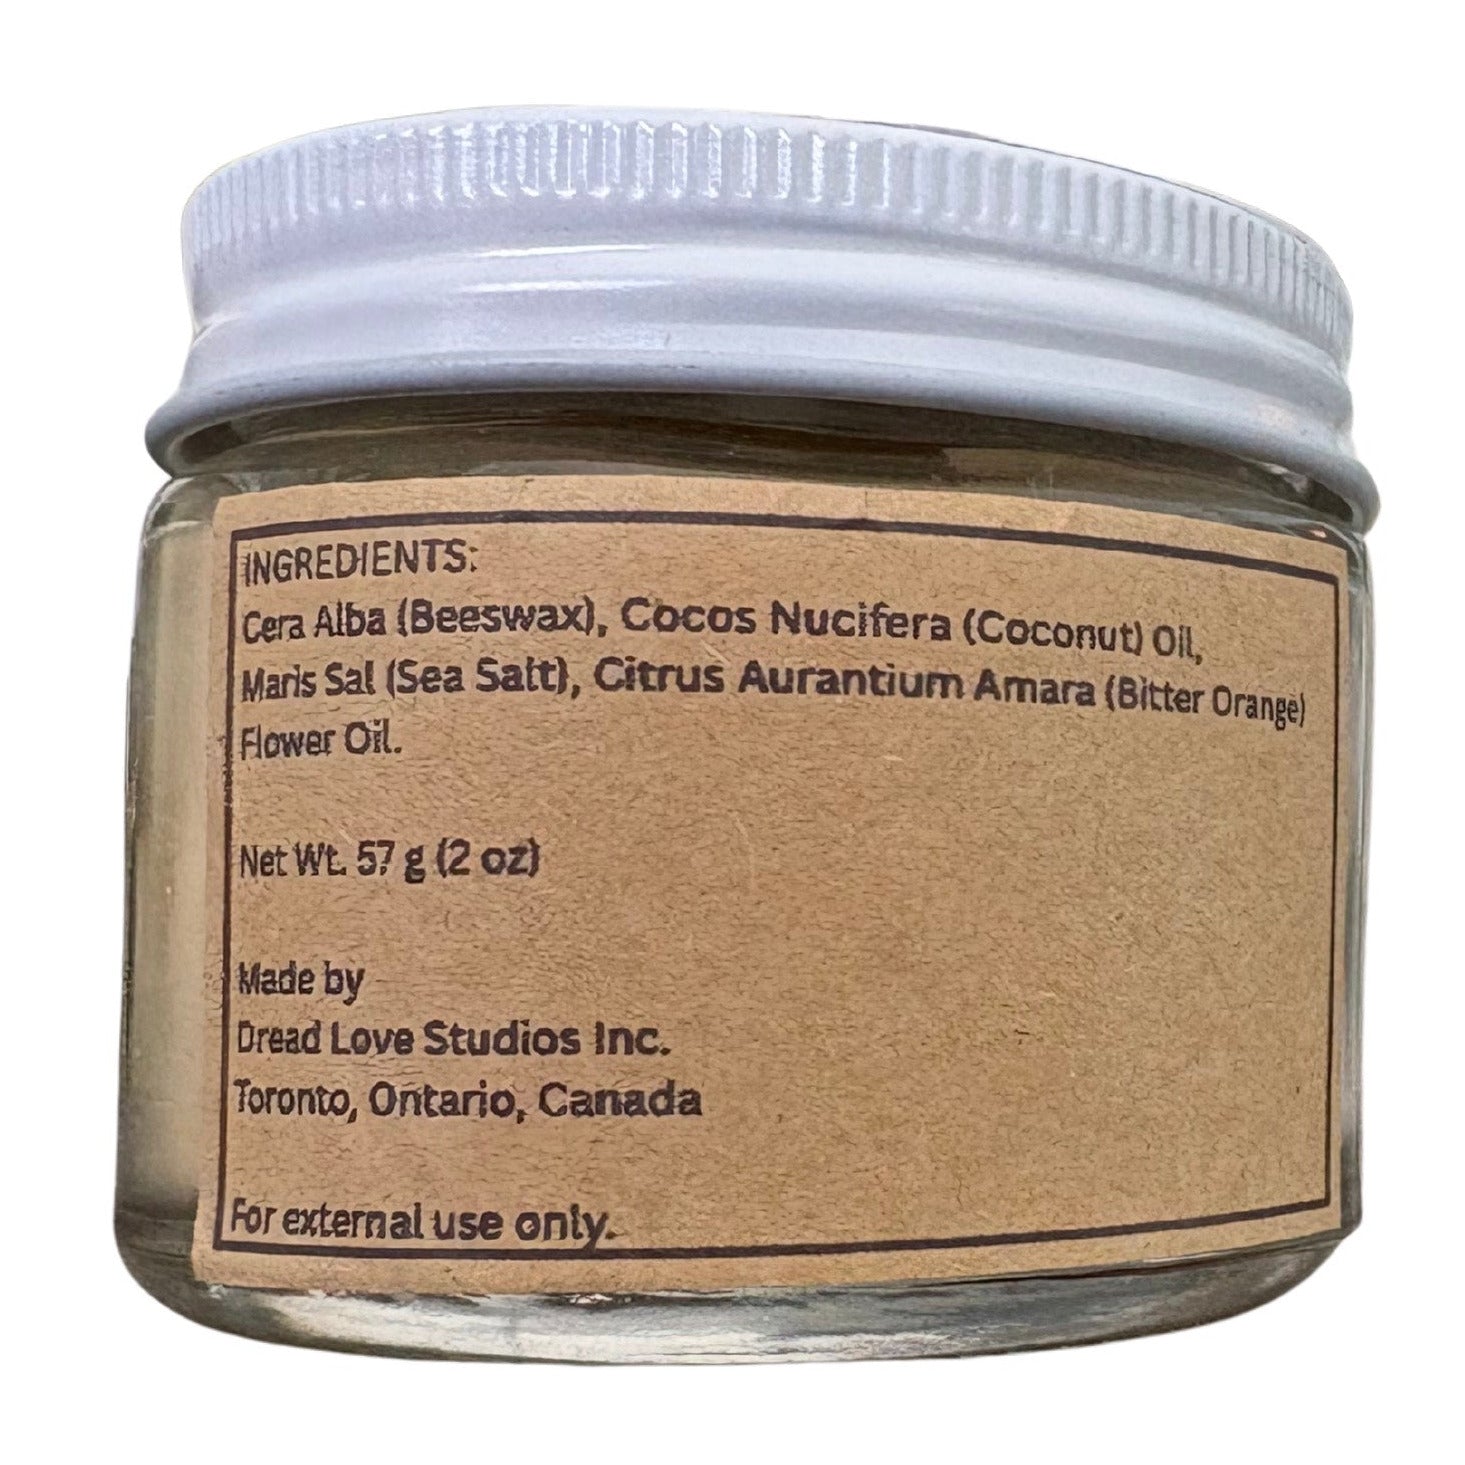 INGREDIENTS:
Cera Alba (Beeswax), Cocos Nucifera (Coconut) Oil,
Maris Sal (Sea Salt), Citrus Aurantium Amara (Bitter Orange)
Flower Oil.
Net Wt. 57 g (2 oz)
Made by
Dread Love Studios Inc.
Toronto, Ontario, Canada
For external use only.